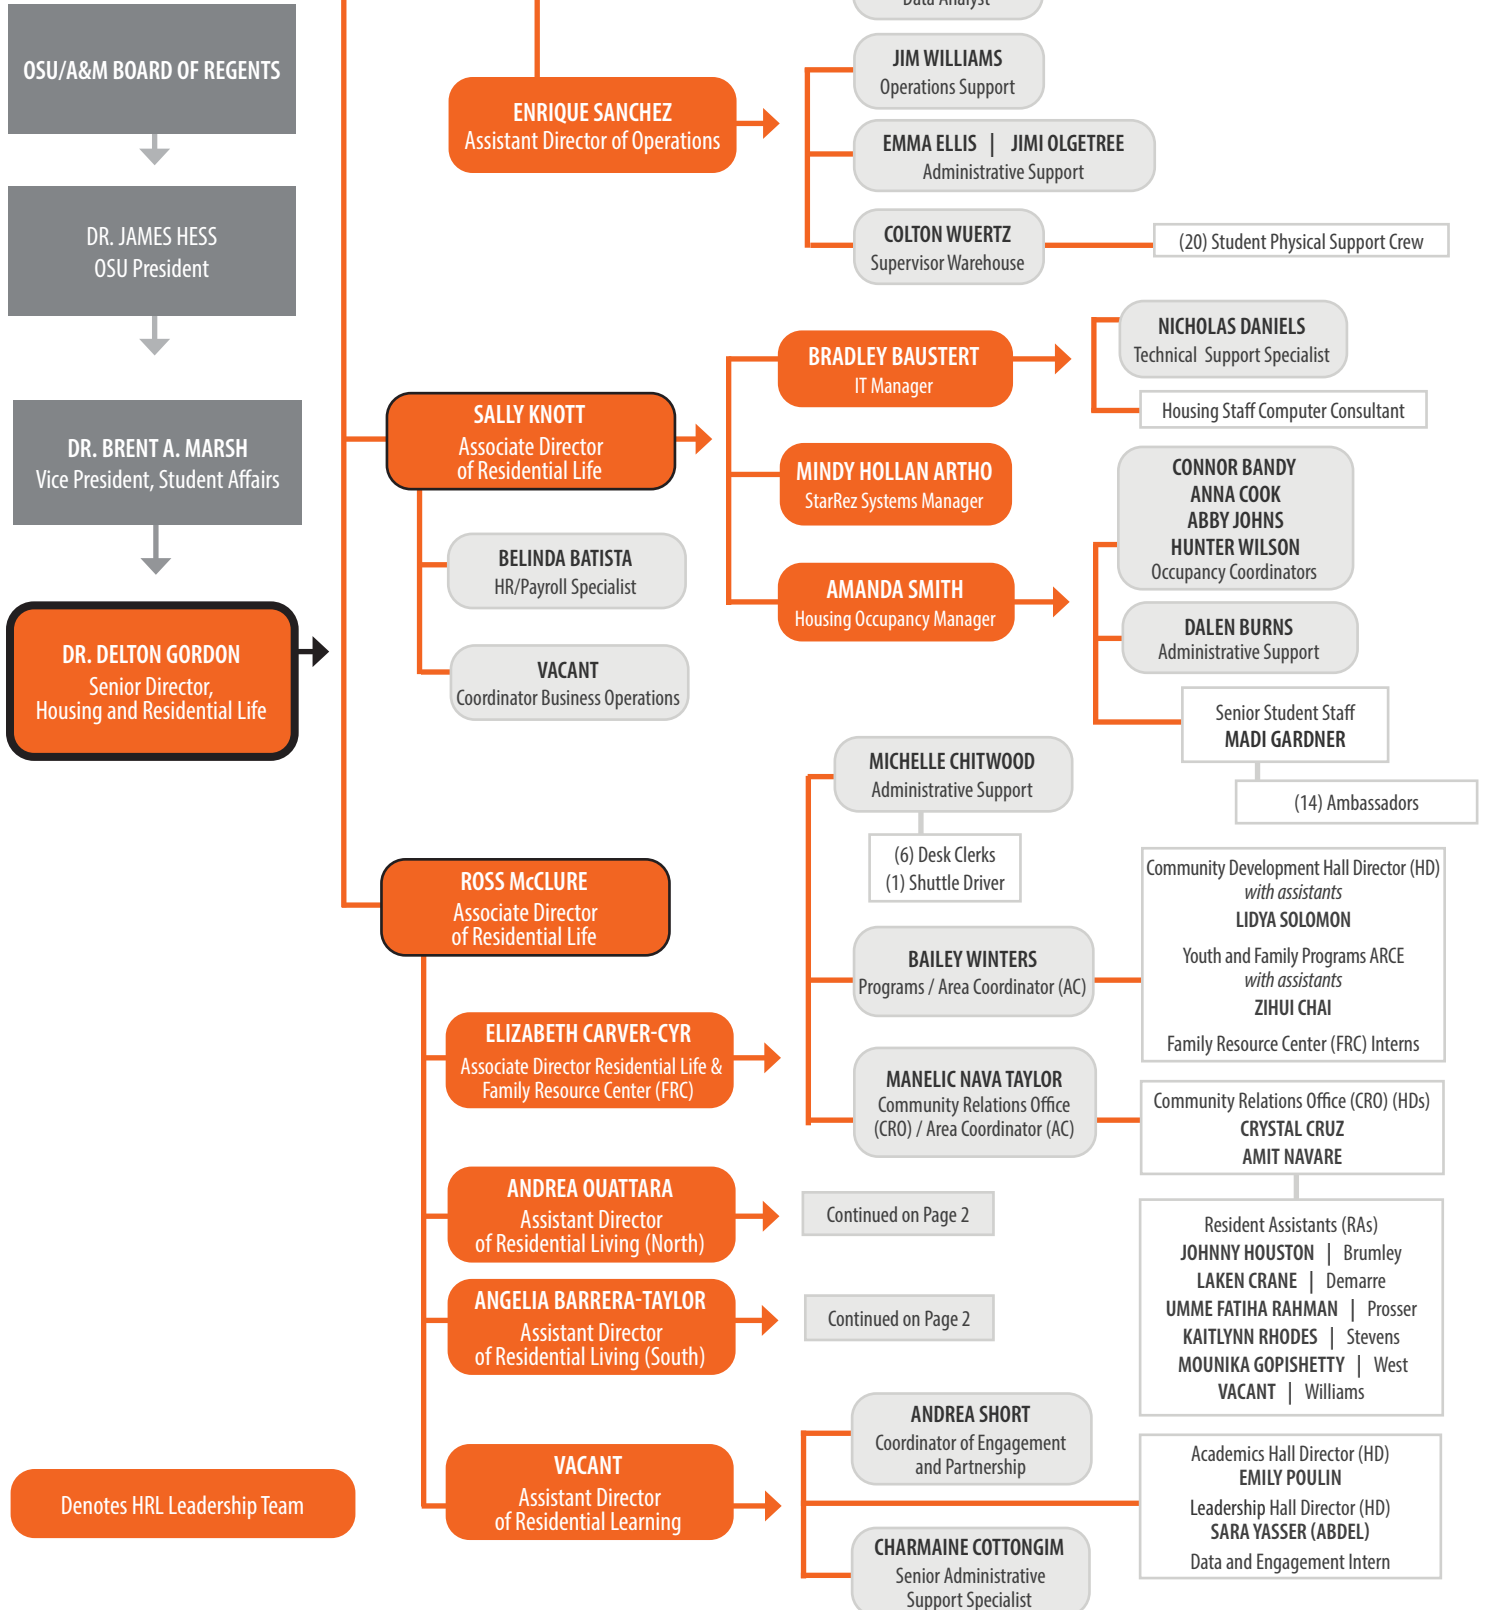 Data Analyst
OSU/A&M BOARD OF REGENTS
DR. JAMES HESS
OSU President
DR. BRENT A. MARSH
Vice President, Student Affairs
DR. DELTON GORDON
Senior Director,
Housing and Residential Life
ENRIQUE SANCHEZ
Assistant Director of Operations
JIM WILLIAMS
Operations Support
EMMA ELLIS | JIMI OLGETREE
Administrative Support
COLTON WUERTZ
Supervisor Warehouse
(20) Student Physical Support Crew
SALLY KNOTT
Associate Director
of Residential Life
BELINDA BATISTA
HR/Payroll Specialist
VACANT
Coordinator Business Operations
BRADLEY BAUSTERT
IT Manager
NICHOLAS DANIELS
Technical Support Specialist
Housing Staff Computer Consultant
MINDY HOLLAN ARTHO
StarRez Systems Manager
AMANDA SMITH
Housing Occupancy Manager
CONNOR BANDY
ANNA COOK
ABBY JOHNS
HUNTER WILSON
Occupancy Coordinators
DALEN BURNS
Administrative Support
Senior Student Staff
MADI GARDNER
(14) Ambassadors
ROSS McCLURE
Associate Director
of Residential Life
ELIZABETH CARVER-CYR
Associate Director Residential Life &
Family Resource Center (FRC)
MICHELLE CHITWOOD
Administrative Support
(6) Desk Clerks
(1) Shuttle Driver
BAILEY WINTERS
Programs / Area Coordinator (AC)
Community Development Hall Director (HD)
with assistants
LIDYA SOLOMON
Youth and Family Programs ARCE
with assistants
ZIHUI CHAI
Family Resource Center (FRC) Interns
MANELIC NAVA TAYLOR
Community Relations Office
(CRO) / Area Coordinator (AC)
Community Relations Office (CRO) (HDs)
CRYSTAL CRUZ
AMIT NAVARE
Resident Assistants (RAs)
JOHNNY HOUSTON | Brumley
LAKEN CRANE | Demarre
UMME FATIHA RAHMAN | Prosser
KAITLYNN RHODES | Stevens
MOUNIKA GOPISHETTY | West
VACANT | Williams
ANDREA OUATTARA
Assistant Director
of Residential Living (North)
Continued on Page 2
ANGELIA BARRERA-TAYLOR
Assistant Director
of Residential Living (South)
Continued on Page 2
VACANT
Assistant Director
of Residential Learning
ANDREA SHORT
Coordinator of Engagement
and Partnership
Academics Hall Director (HD)
EMILY POULIN
Leadership Hall Director (HD)
SARA YASSER (ABDEL)
Data and Engagement Intern
CHARMAINE COTTONGIM
Senior Administrative
Support Specialist
Denotes HRL Leadership Team